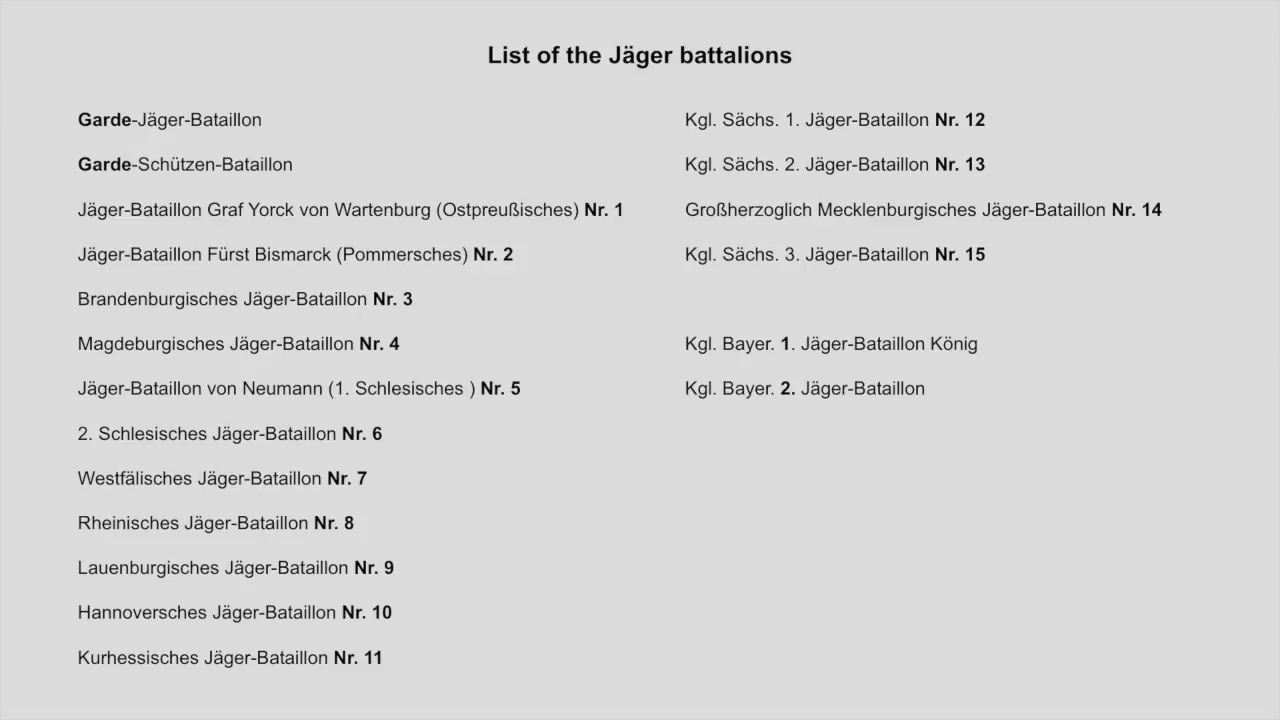 List of the Jäger battalions
Garde-Jäger-Bataillon
Garde-Schützen-Bataillon
Jäger-Bataillon Graf Yorck von Wartenburg (Ostpreußisches) Nr. 1
Jäger-Bataillon Fürst Bismarck (Pommersches) Nr. 2
Brandenburgisches Jäger-Bataillon Nr. 3
Magdeburgisches Jäger-Bataillon Nr. 4
Jäger-Bataillon von Neumann (1. Schlesisches ) Nr. 5
2. Schlesisches Jäger-Bataillon Nr. 6
Westfälisches Jäger-Bataillon Nr. 7
Rheinisches Jäger-Bataillon Nr. 8
Lauenburgisches Jäger-Bataillon Nr. 9
Hannoversches Jäger-Bataillon Nr. 10
Kurhessisches Jäger-Bataillon Nr. 11
Kgl. Sächs. 1. Jäger-Bataillon Nr. 12
Kgl. Sächs. 2. Jäger-Bataillon Nr. 13
Großherzoglich Mecklenburgisches Jäger-Bataillon Nr. 14
Kgl. Sächs. 3. Jäger-Bataillon Nr. 15
Kgl. Bayer. 1. Jäger-Bataillon König
Kgl. Bayer. 2. Jäger-Bataillon